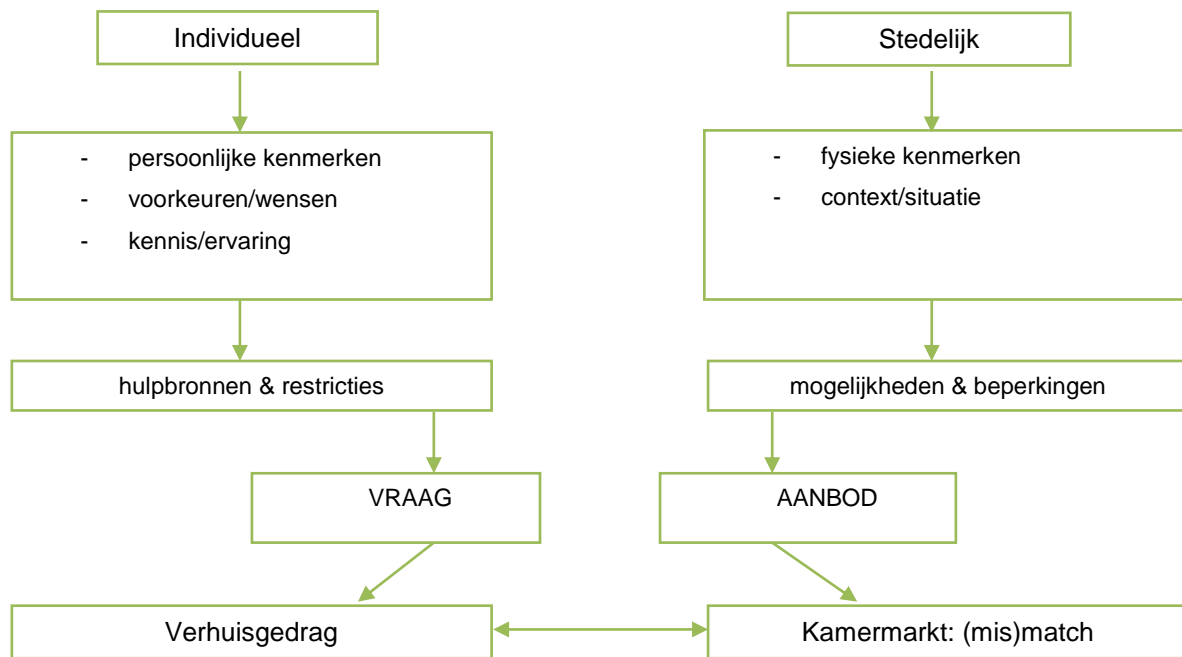 Individueel
Stedelijk
- persoonlijke kenmerken
- voorkeuren/wensen
- kennis/ervaring
- fysieke kenmerken
- context/situatie
hulpbronnen & restricties
mogelijkheden & beperkingen
VRAAG
AANBOD
Verhuisgedrag
Kamermarkt: (mis)match